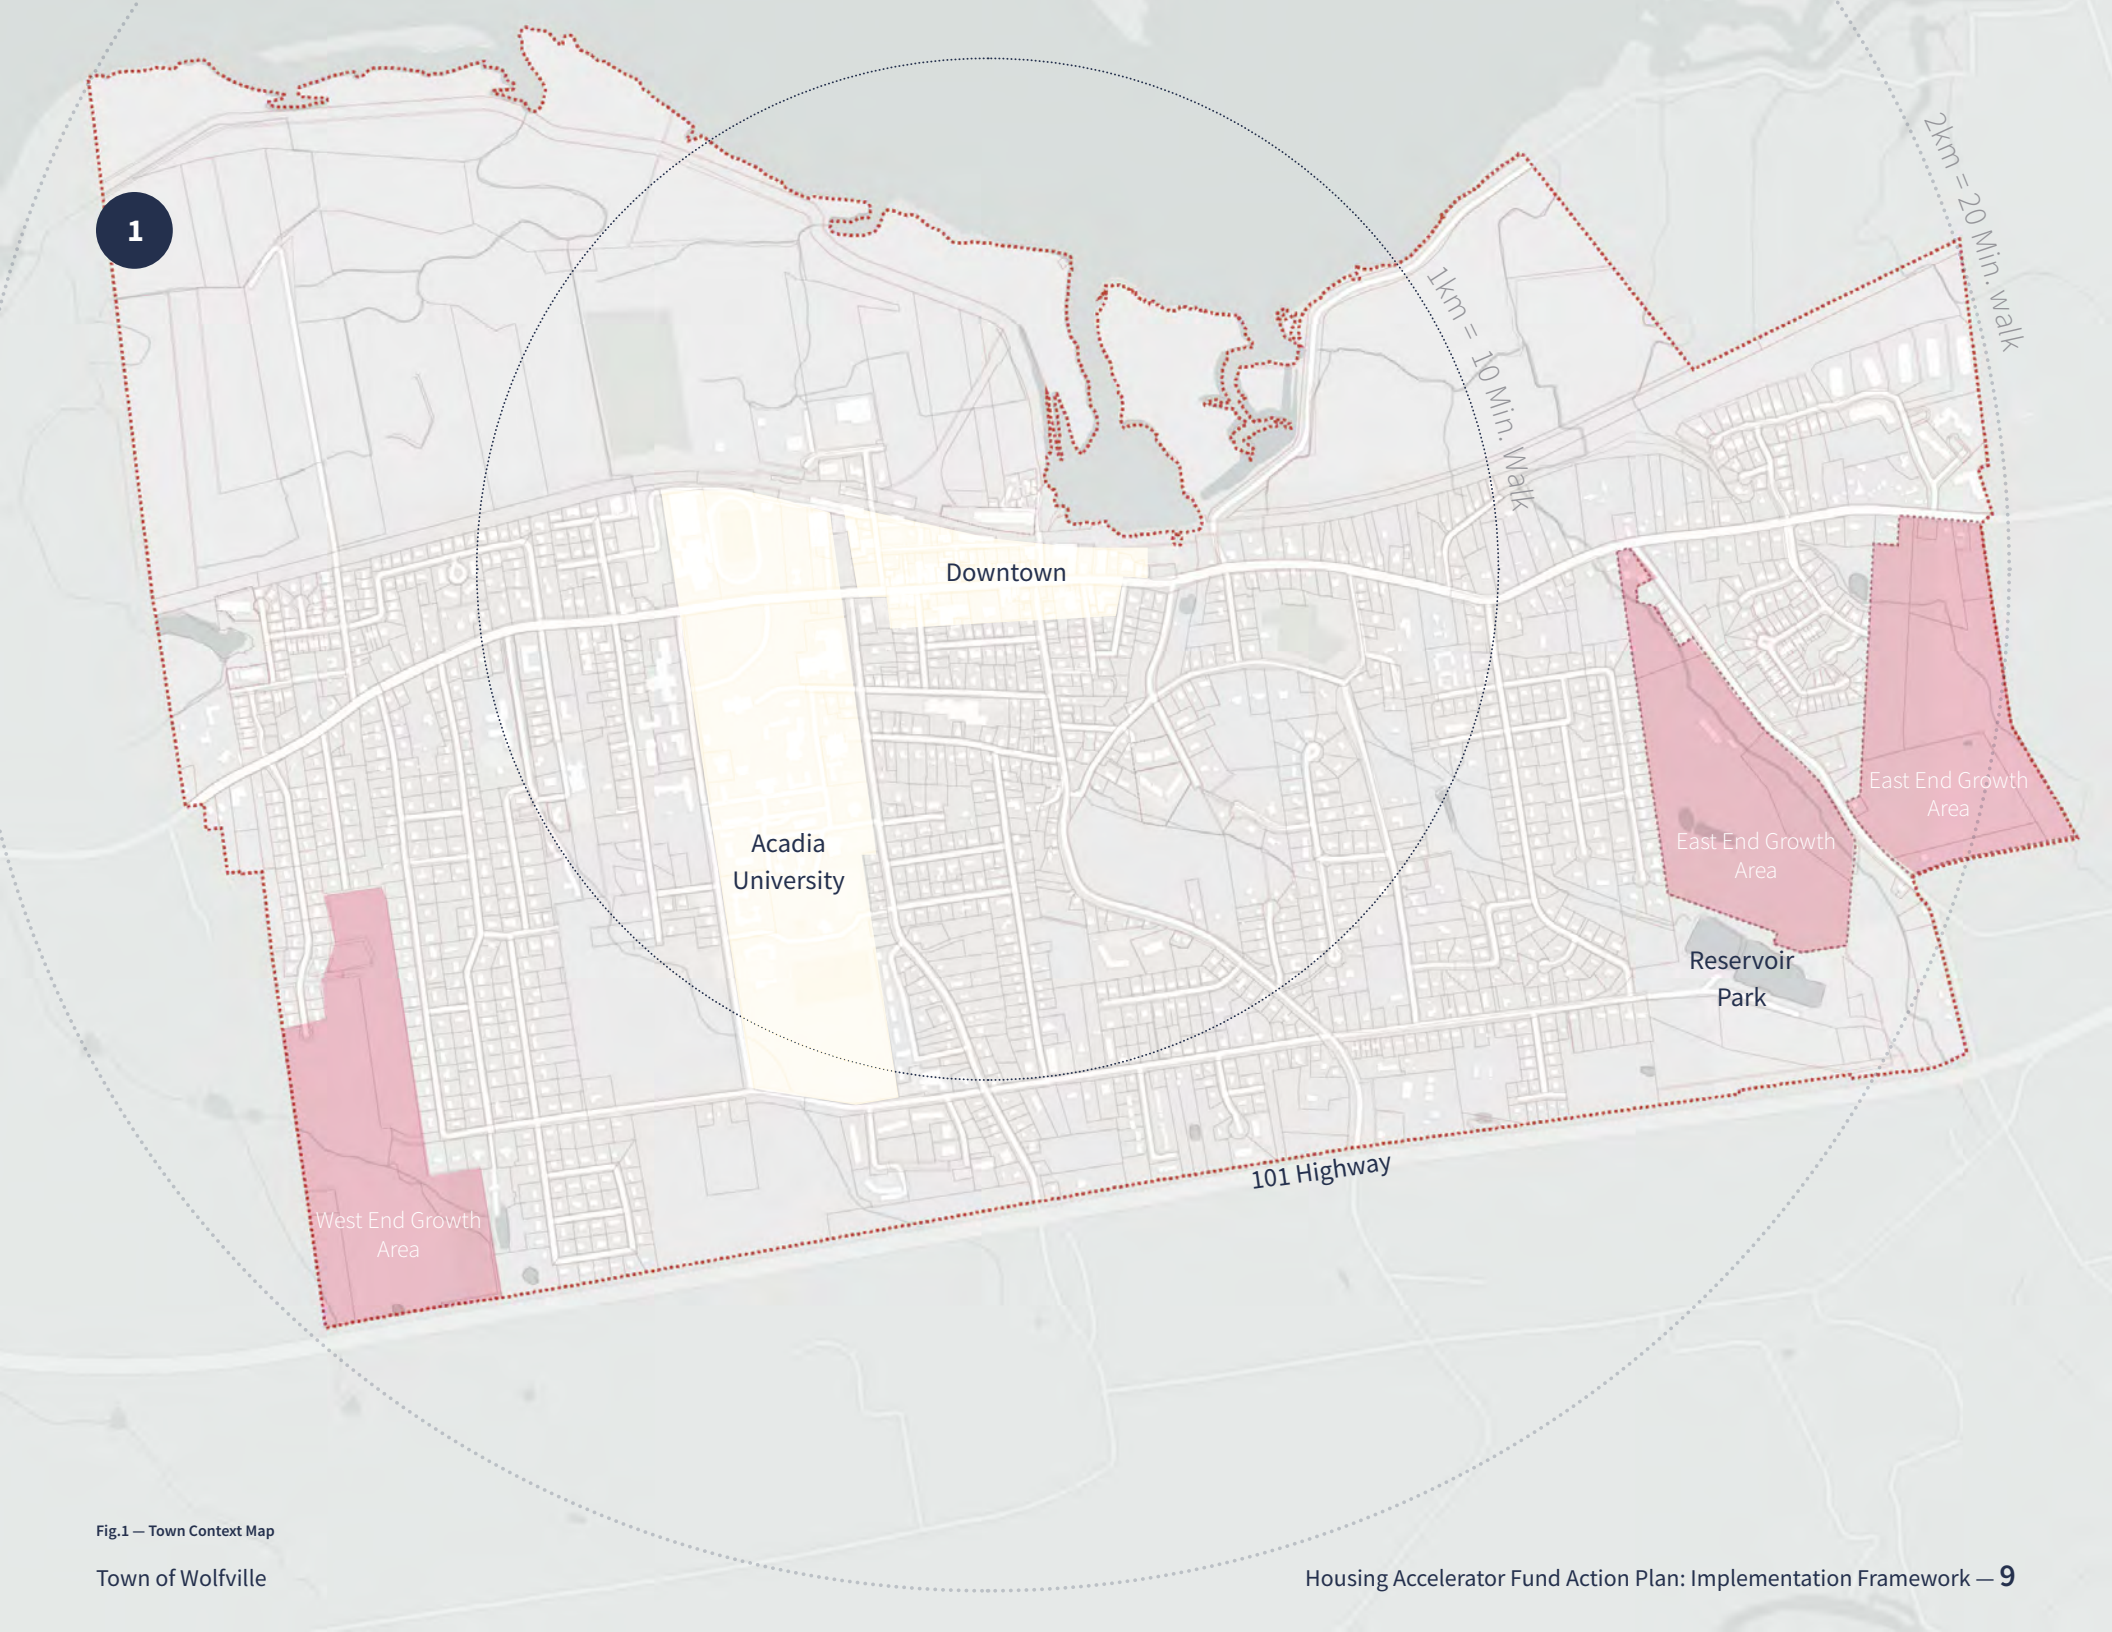 1
2km = 20 Min. walk
1km = 10 Min. Walk
Downtown
East End Growth
Area
East End Growth
Area
Acadia
University
Reservoir
Park
101 Highway
West End Growth
Area
Fig.1 — Town Context Map
Town of Wolfville
Housing Accelerator Fund Action Plan: Implementation Framework — 9